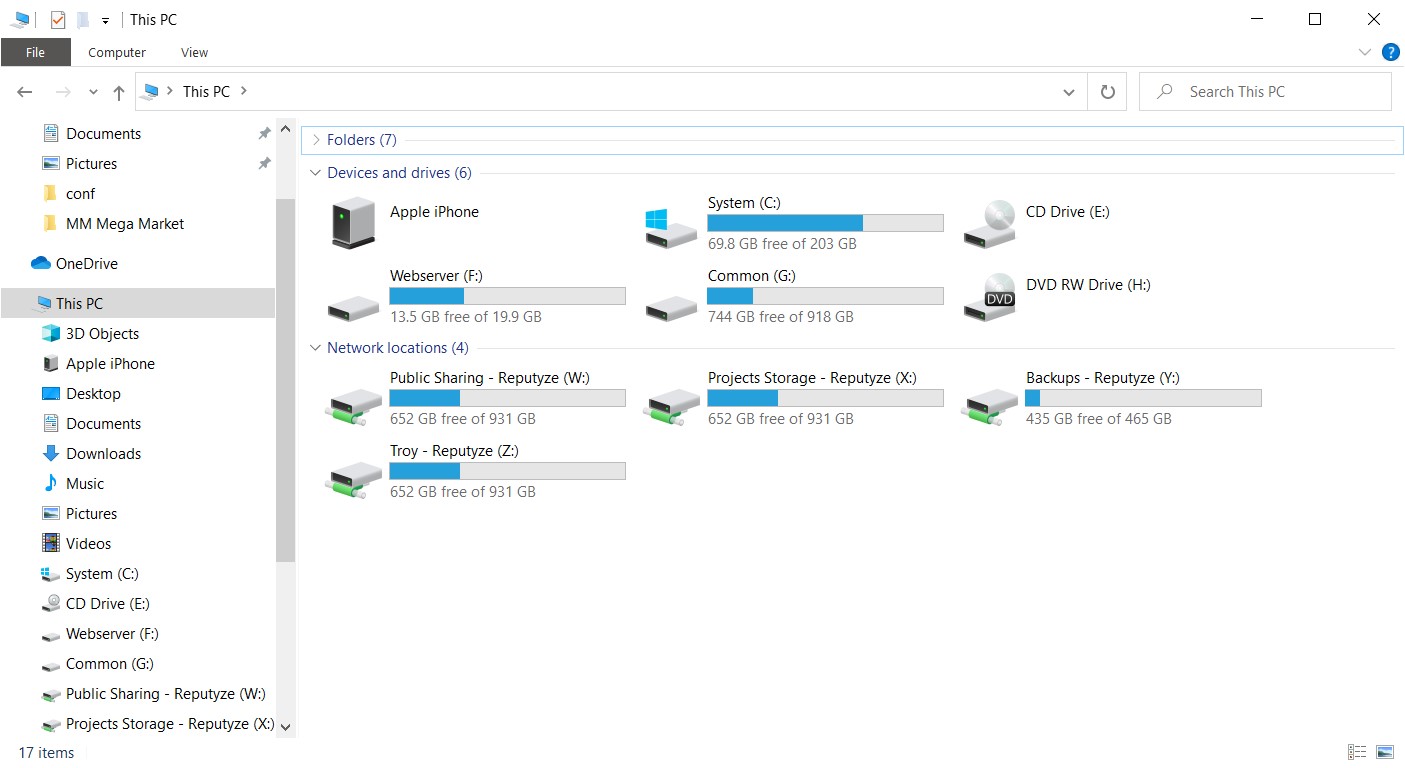 This PC
File Computer View
This PC
Search This PC
Documents
Pictures
conf
MM Mega Market
OneDrive
This PC
3D Objects
Apple iPhone
Desktop
Documents
Downloads
Music
Pictures
Videos
System (C:)
CD Drive (E:)
Webserver (F:)
Common (G:)
Public Sharing - Reputyze (W:)
Projects Storage - Reputyze (X:)
Folders (7)
Devices and drives (6)
Apple iPhone
System (C:)
69.8 GB free of 203 GB
CD Drive (E:)
Webserver (F:)
13.5 GB free of 19.9 GB
Common (G:)
744 GB free of 918 GB
DVD RW Drive (H:)
DVD
Network locations (4)
Public Sharing - Reputyze (W:)
652 GB free of 931 GB
Projects Storage - Reputyze (X:)
652 GB free of 931 GB
Backups - Reputyze (Y:)
435 GB free of 465 GB
Troy - Reputyze (Z:)
652 GB free of 931 GB
17 items